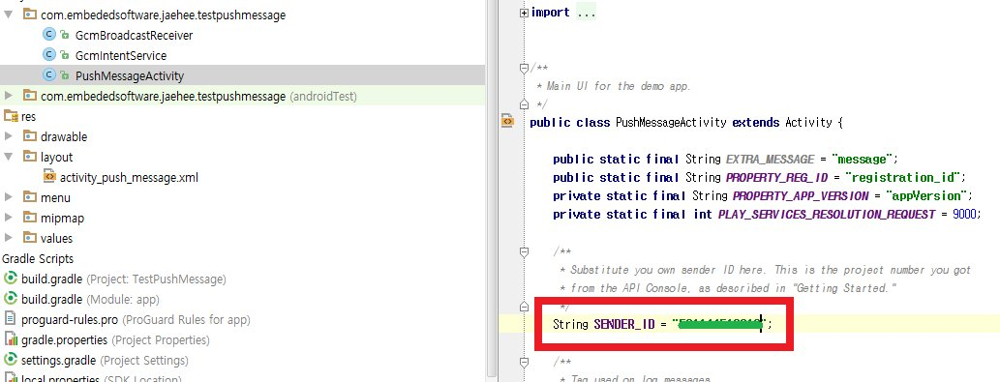 com.embededsoftware.jaehee.testpushmessage
GcmBroadcastReceiver
GcmIntentService
PushMessageActivity
com.embededsoftware.jaehee.testpushmessage (androidTest)
res
drawable
layout
activity_push_message.xml
menu
mipmap
values
Gradle Scripts
build.gradle (Project: TestPushMessage)
build.gradle (Module: app)
proguard-rules.pro (ProGuard Rules for app)
gradle.properties (Project Properties)
settings.gradle (Project Settings)
local.properties (SDK Location)
import ...
/**
* Main UI for the demo app.
*/
public class PushMessageActivity extends Activity {
public static final String EXTRA_MESSAGE = "message";
public static final String PROPERTY_REG_ID = "registration_id";
private static final String PROPERTY_APP_VERSION = "appVersion";
private static final int PLAY_SERVICES_RESOLUTION_REQUEST = 9000;
/**
* Substitute you own sender ID here. This is the project number you got
* from the API Console, as described in "Getting Started."
*/
String SENDER_ID = "";
/**
* Tag used on log messages